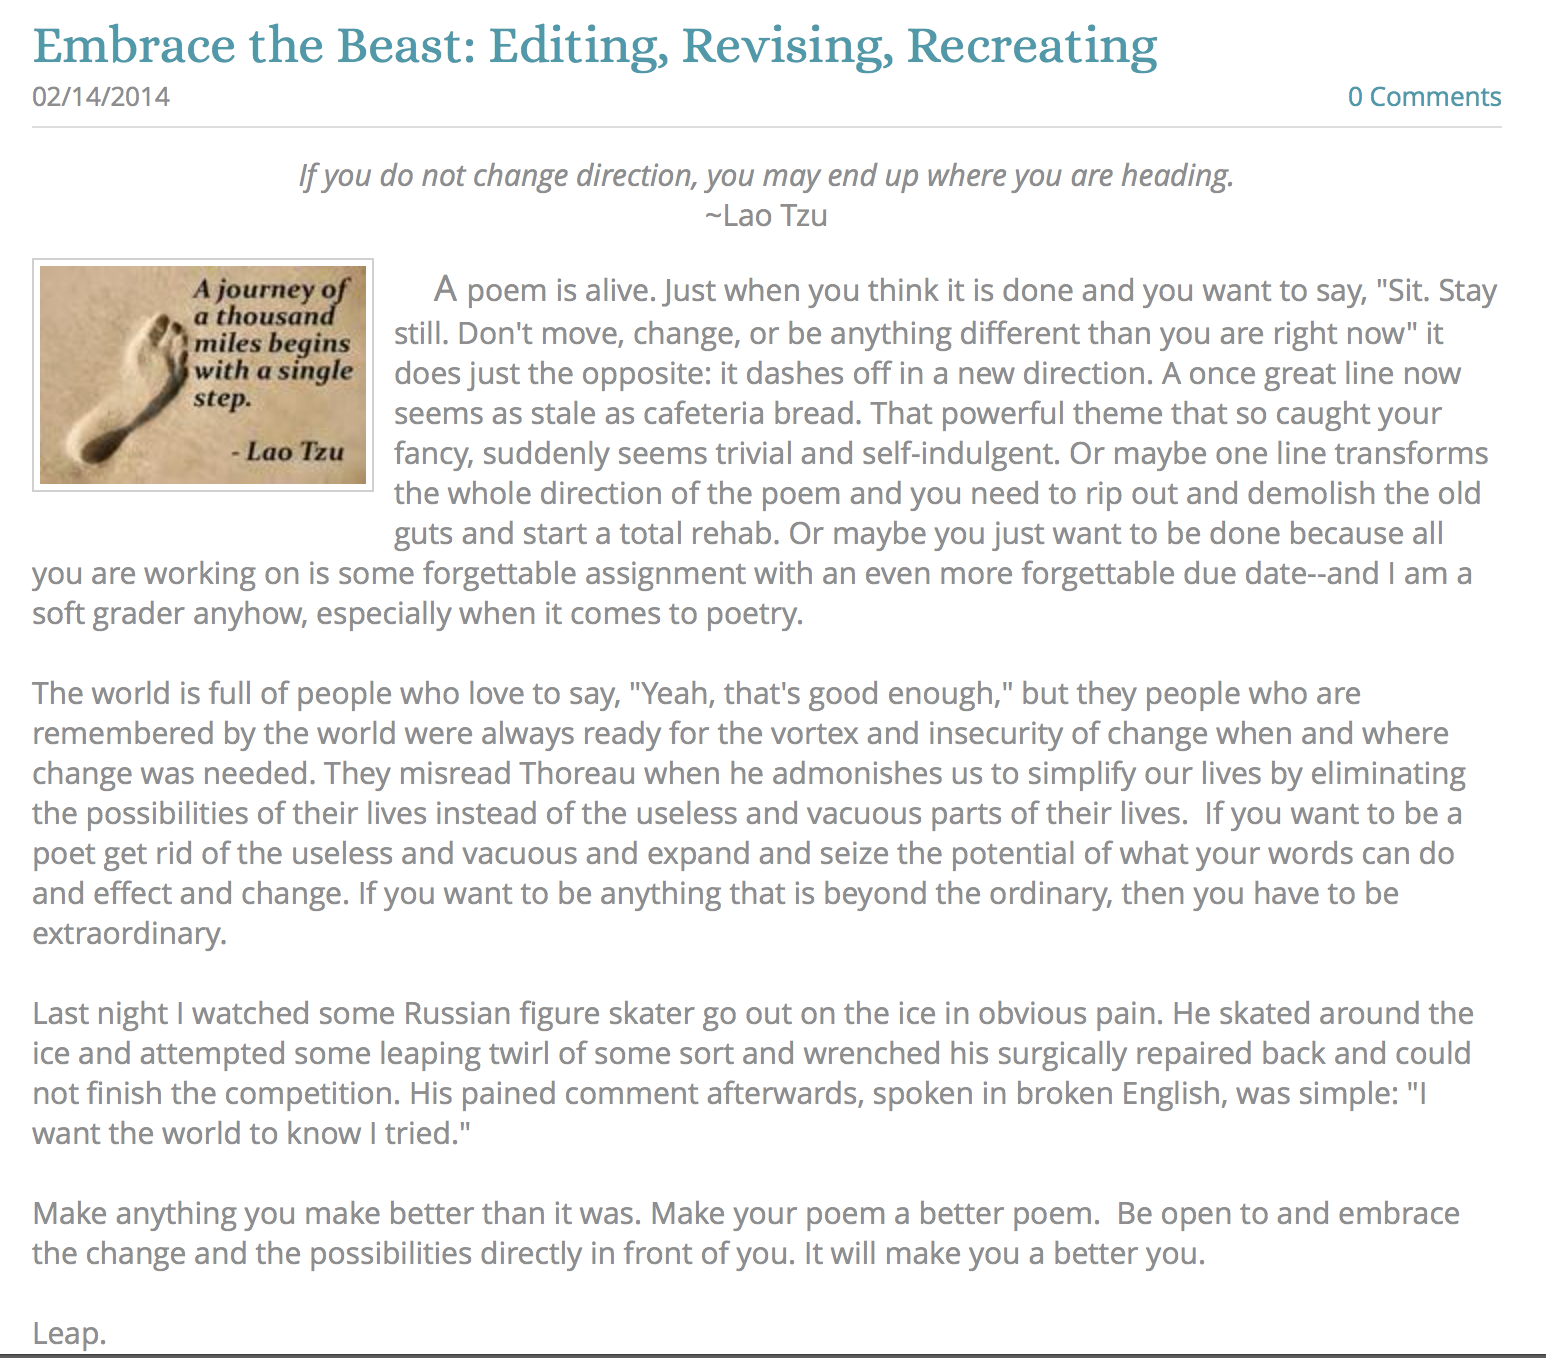 Embrace the Beast: Editing, Revising, Recreating
02/14/2014
0 Comments
If you do not change direction, you may end up where you are heading.
~Lao Tzu
A journey of
a thousand
miles begins
with a single
step.
- Lao Tzu
A poem is alive. Just when you think it is done and you want to say, "Sit. Stay
still. Don't move, change, or be anything different than you are right now" it
does just the opposite: it dashes off in a new direction. A once great line now
seems as stale as cafeteria bread. That powerful theme that so caught your
fancy, suddenly seems trivial and self-indulgent. Or maybe one line transforms
the whole direction of the poem and you need to rip out and demolish the old
guts and start a total rehab. Or maybe you just want to be done because all
you are working on is some forgettable assignment with an even more forgettable due date--and I am a
soft grader anyhow, especially when it comes to poetry.
The world is full of people who love to say, "Yeah, that's good enough," but they people who are
remembered by the world were always ready for the vortex and insecurity of change when and where
change was needed. They misread Thoreau when he admonishes us to simplify our lives by eliminating
the possibilities of their lives instead of the useless and vacuous parts of their lives.  If you want to be a
poet get rid of the useless and vacuous and expand and seize the potential of what your words can do
and effect and change. If you want to be anything that is beyond the ordinary, then you have to be
extraordinary.
Last night I watched some Russian figure skater go out on the ice in obvious pain. He skated around the
ice and attempted some leaping twirl of some sort and wrenched his surgically repaired back and could
not finish the competition. His pained comment afterwards, spoken in broken English, was simple: "I
want the world to know I tried."
Make anything you make better than it was. Make your poem a better poem.  Be open to and embrace
the change and the possibilities directly in front of you. It will make you a better you.
Leap.